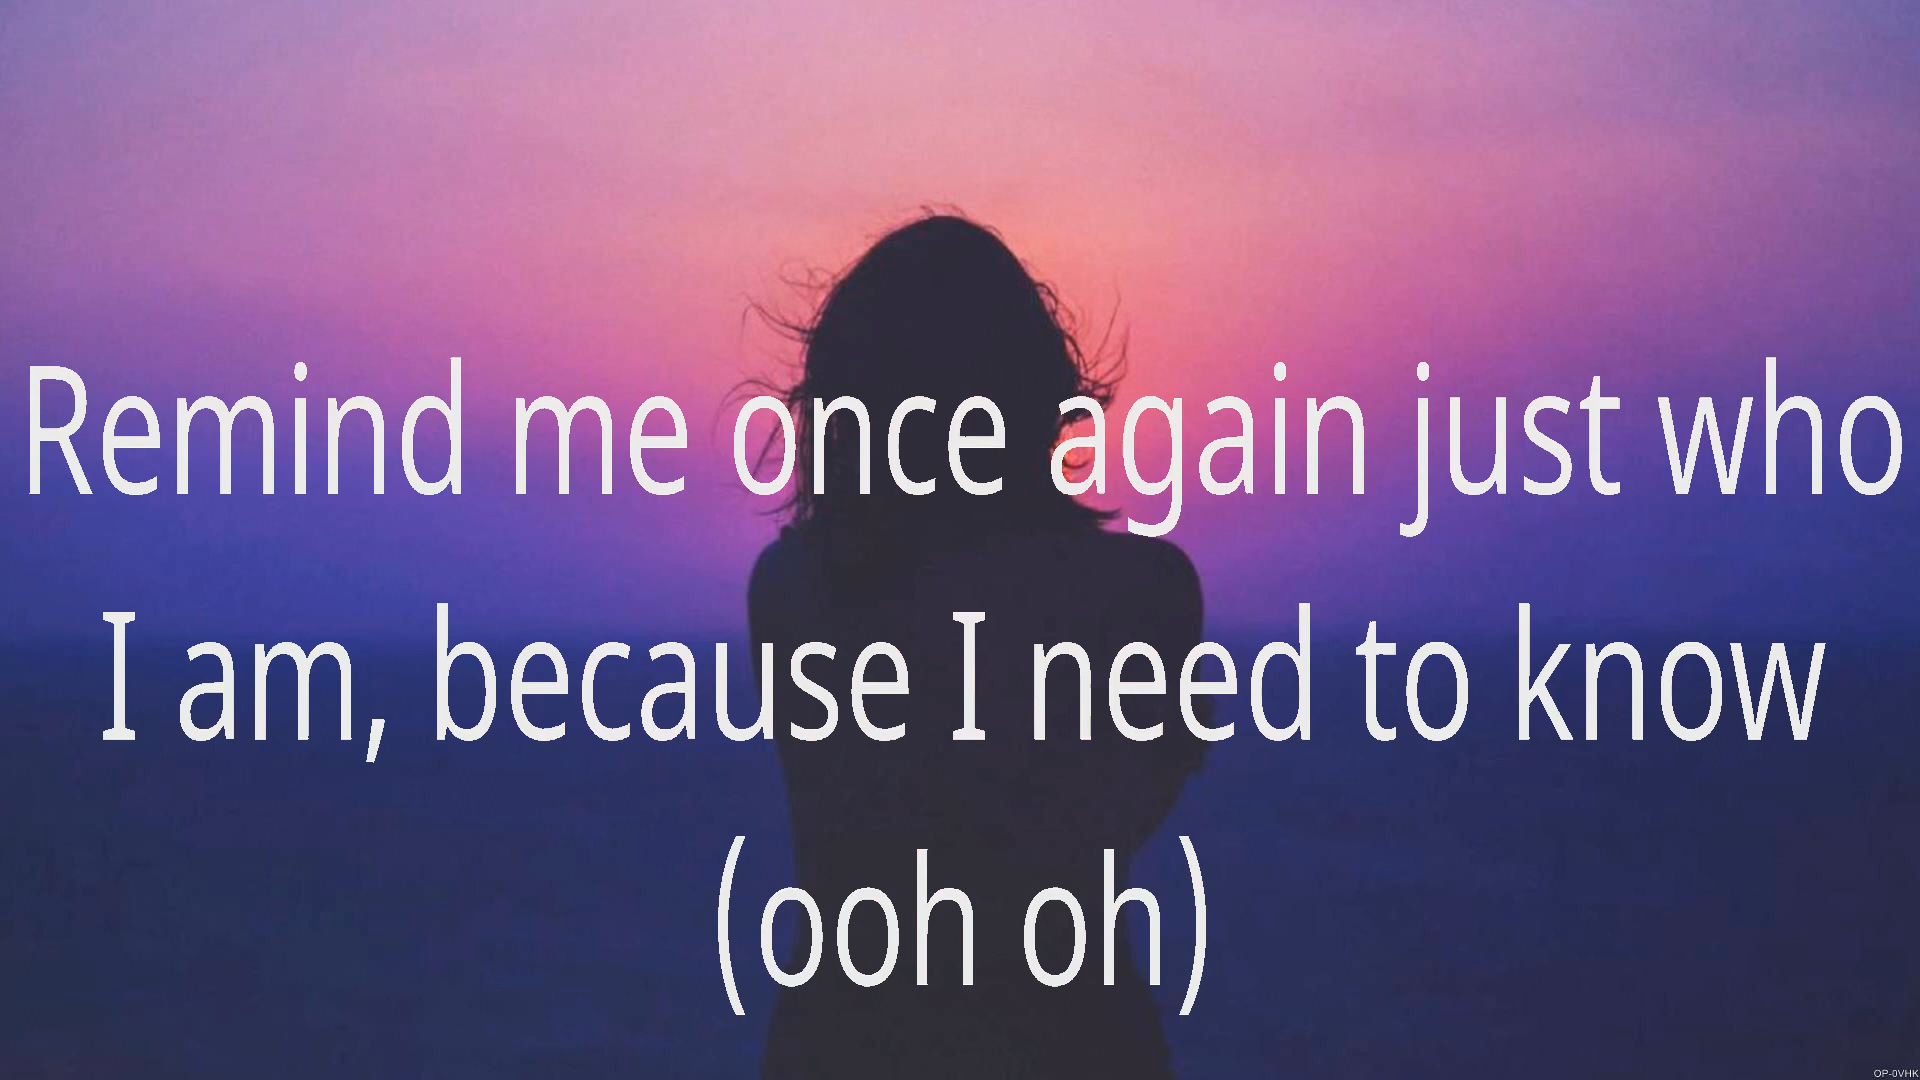 Remind me once again just who
I am, because I need to know
(ooh oh)
OP-0VHK